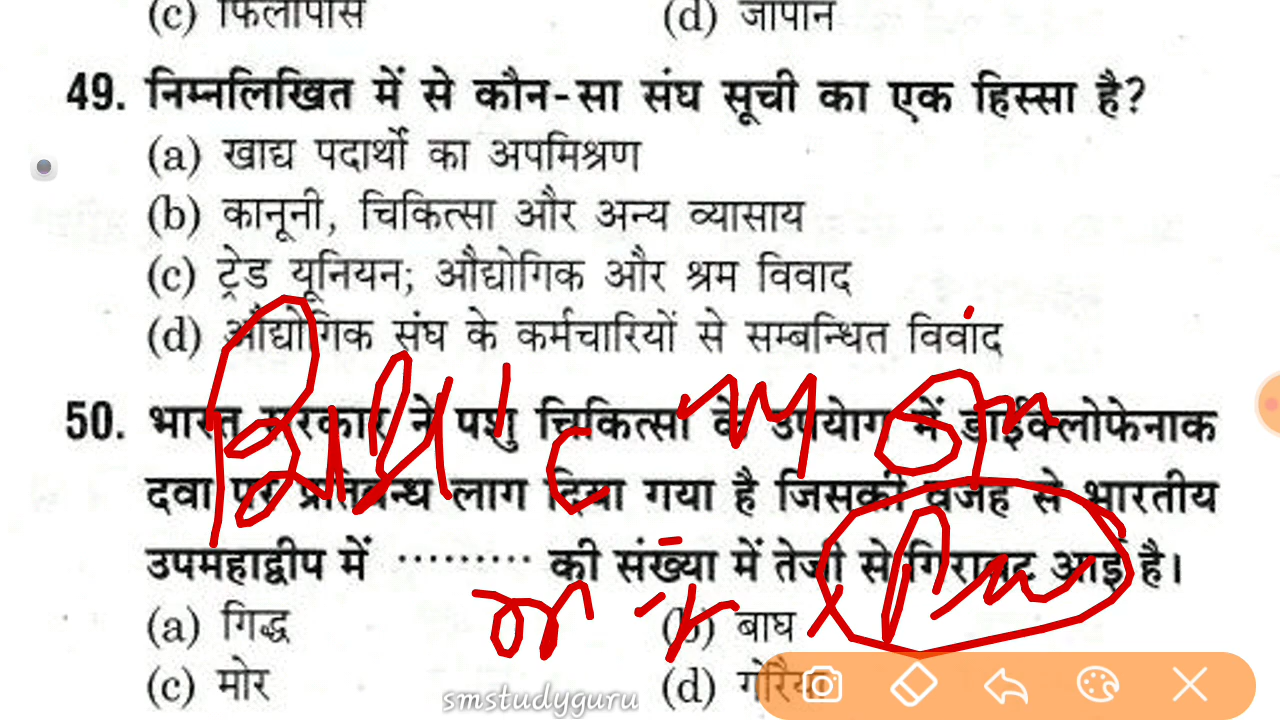 (c) फिलीपींस (d) जापान
49. निम्नलिखित में से कौन-सा संघ सूची का एक हिस्सा है?
(a) खाद्य पदार्थो का अपमिश्रण
(b) कानूनी, चिकित्सा और अन्य व्यासाय
(c) ट्रेड यूनियन; औद्योगिक और श्रम विवाद
(d) औद्योगिक संघ के कर्मचारियों से सम्बन्धित विवाद
50. भारत सरकार ने पशु चिकित्सा के उपयोग में डाईक्लोफेनाक
दवा पर प्रतिबन्ध लाग दिया गया है जिसकी वजह से भारतीय
उपमहाद्वीप में ········· की संख्या में तेजी से गिरावट आई है।
(a) गिद्ध (b) बाघ
(c) मोर (d) गोरैया
smstudyguru